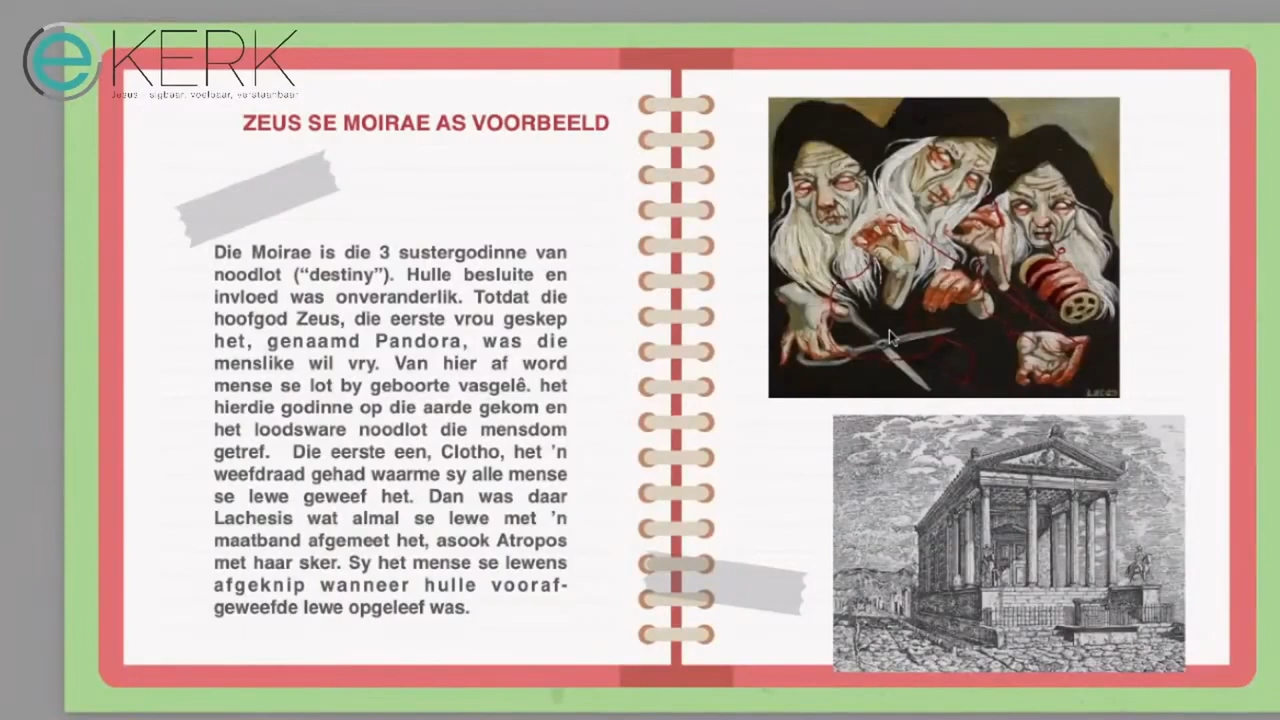 eKERK
Jesus - sigbaar, voelbaar, verstaanbaar
ZEUS SE MOIRAE AS VOORBEELD
Die Moirae is die 3 sustergodinne van
noodlot (“destiny”). Hulle besluite en
invloed was onveranderlik. Totdat die
hoofgod Zeus, die eerste vrou geskep
het, genaamd Pandora, was die
menslike wil vry. Van hier af word
mense se lot by geboorte vasgelê. het
hierdie godinne op die aarde gekom en
het loodsware noodlot die mensdom
getref. Die eerste een, Clotho, het ’n
weefdraad gehad waarme sy alle mense
se lewe geweef het. Dan was daar
Lachesis wat almal se lewe met ’n
maatband afgemeet het, asook Atropos
met haar sker. Sy het mense se lewens
afgeknip wanneer hulle vooraf-
geweefde lewe opgeleef was.